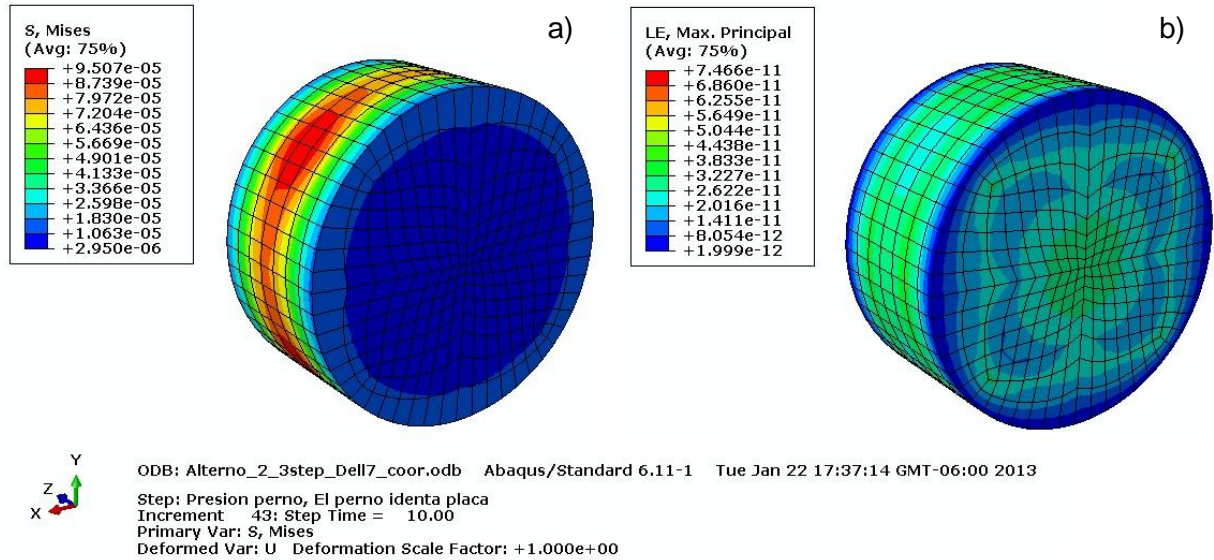 S, Mises
(Avg: 75%)
+9.507e-05
+8.739e-05
+7.972e-05
+7.204e-05
+6.436e-05
+5.669e-05
+4.901e-05
+4.133e-05
+3.366e-05
+2.598e-05
+1.830e-05
+1.063e-05
+2.950e-06
a)
LE, Max. Principal
(Avg: 75%)
+7.466e-11
+6.860e-11
+6.255e-11
+5.649e-11
+5.044e-11
+4.438e-11
+3.833e-11
+3.227e-11
+2.622e-11
+2.016e-11
+1.411e-11
+8.054e-12
+1.999e-12
b)
Y
Z
X
ODB: Alterno_2_3step_Dell7_coor.odb Abaqus/Standard 6.11-1 Tue Jan 22 17:37:14 GMT-06:00 2013
Step: Presion perno, El perno identa placa
Increment 43: Step Time = 10.00
Primary Var: S, Mises
Deformed Var: U Deformation Scale Factor: +1.000e+00